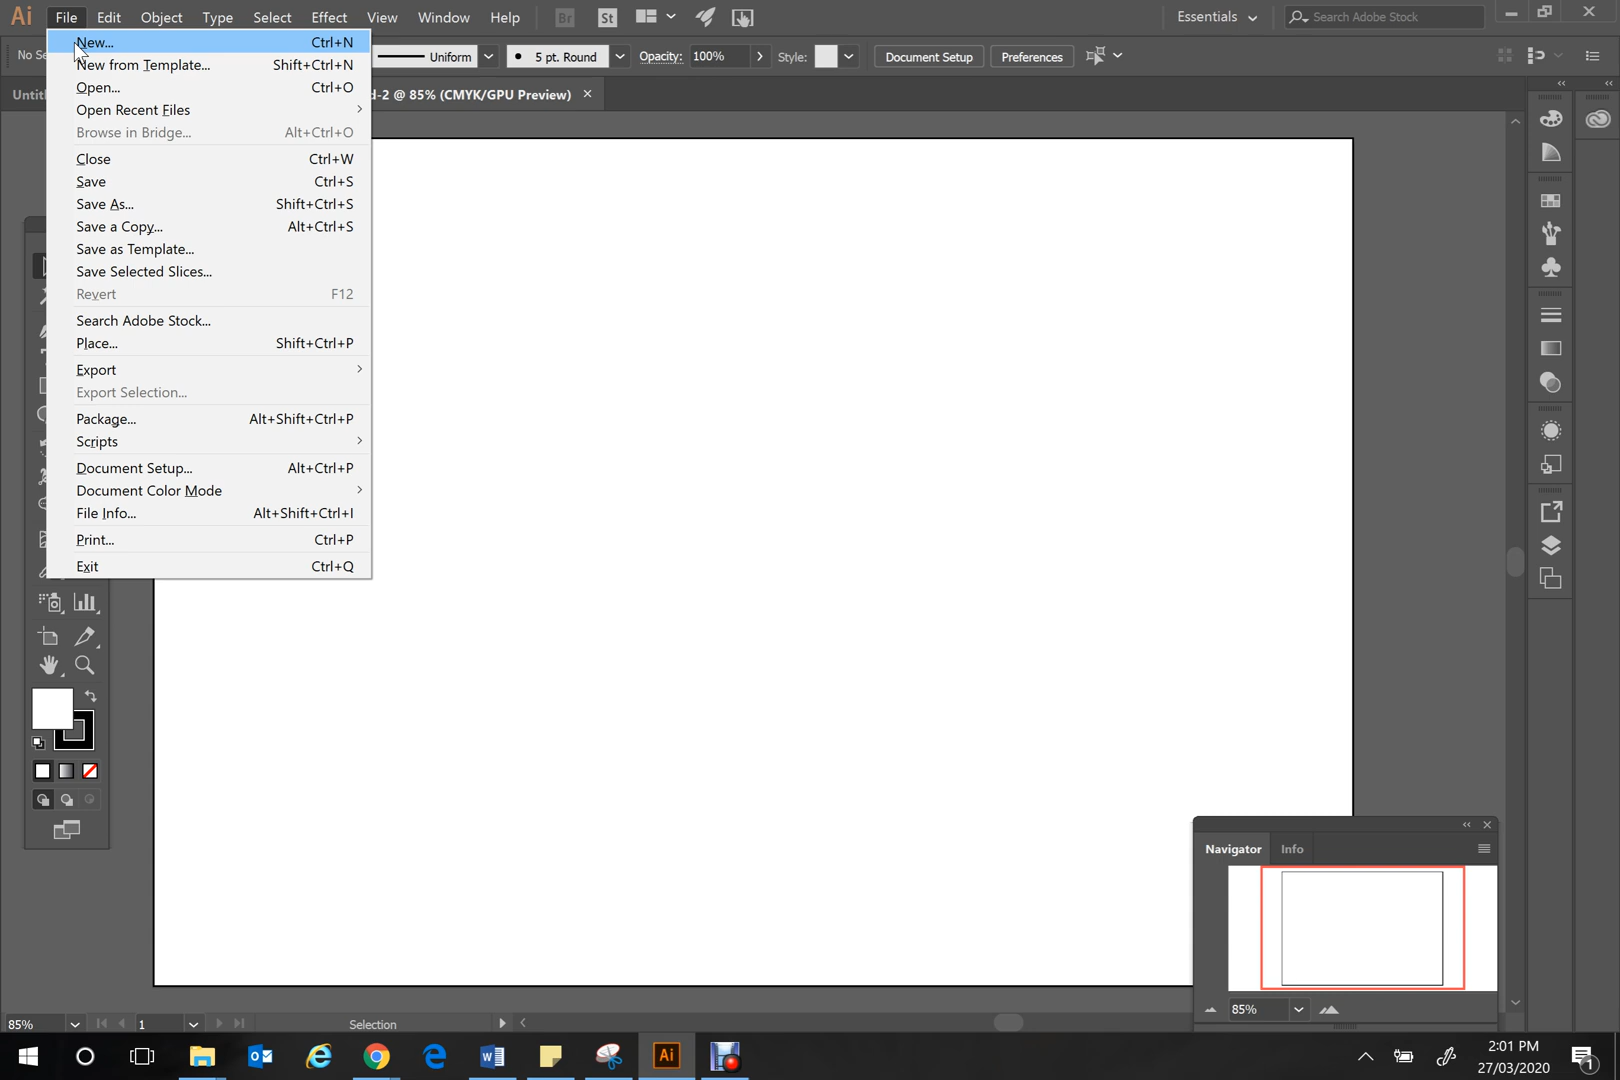 Ai File Edit Object Type Select Effect View Window Help Br St Essentials Search Adobe Stock
No Se Uniform 5 pt. Round Opacity: 100% Style: Document Setup Preferences
Untitl d-2 @ 85% (CMYK/GPU Preview)
New... Ctrl+N
New from Template... Shift+Ctrl+N
Open... Ctrl+O
Open Recent Files
Browse in Bridge... Alt+Ctrl+O
Close Ctrl+W
Save Ctrl+S
Save As... Shift+Ctrl+S
Save a Copy... Alt+Ctrl+S
Save as Template...
Save Selected Slices...
Revert F12
Search Adobe Stock...
Place... Shift+Ctrl+P
Export
Export Selection...
Package... Alt+Shift+Ctrl+P
Scripts
Document Setup... Alt+Ctrl+P
Document Color Mode
File Info... Alt+Shift+Ctrl+I
Print... Ctrl+P
Exit Ctrl+Q
Navigator Info
85%
85% 1 Selection
Ai
2:01 PM
27/03/2020
1